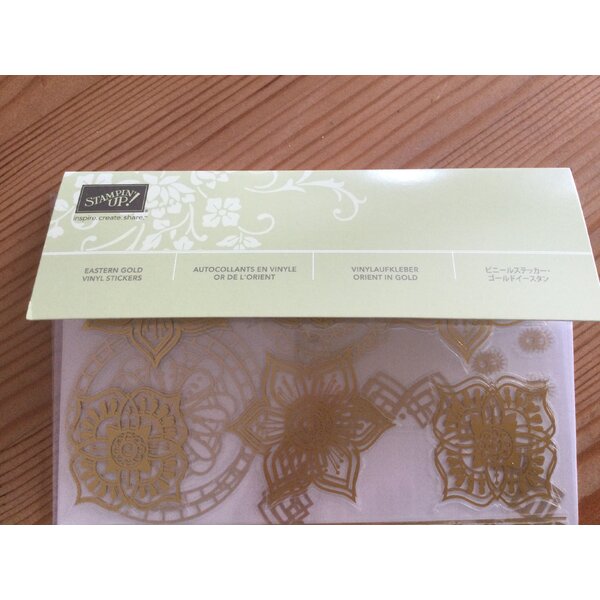 STAMPIN' UP!
inspire. create. share.™
EASTERN GOLD
VINYL STICKERS
AUTOCOLLANTS EN VINYLE
OR DE L'ORIENT
VINYLAUFKLEBER
ORIENT IN GOLD
ビニールステッカー・
ゴールドイースタン